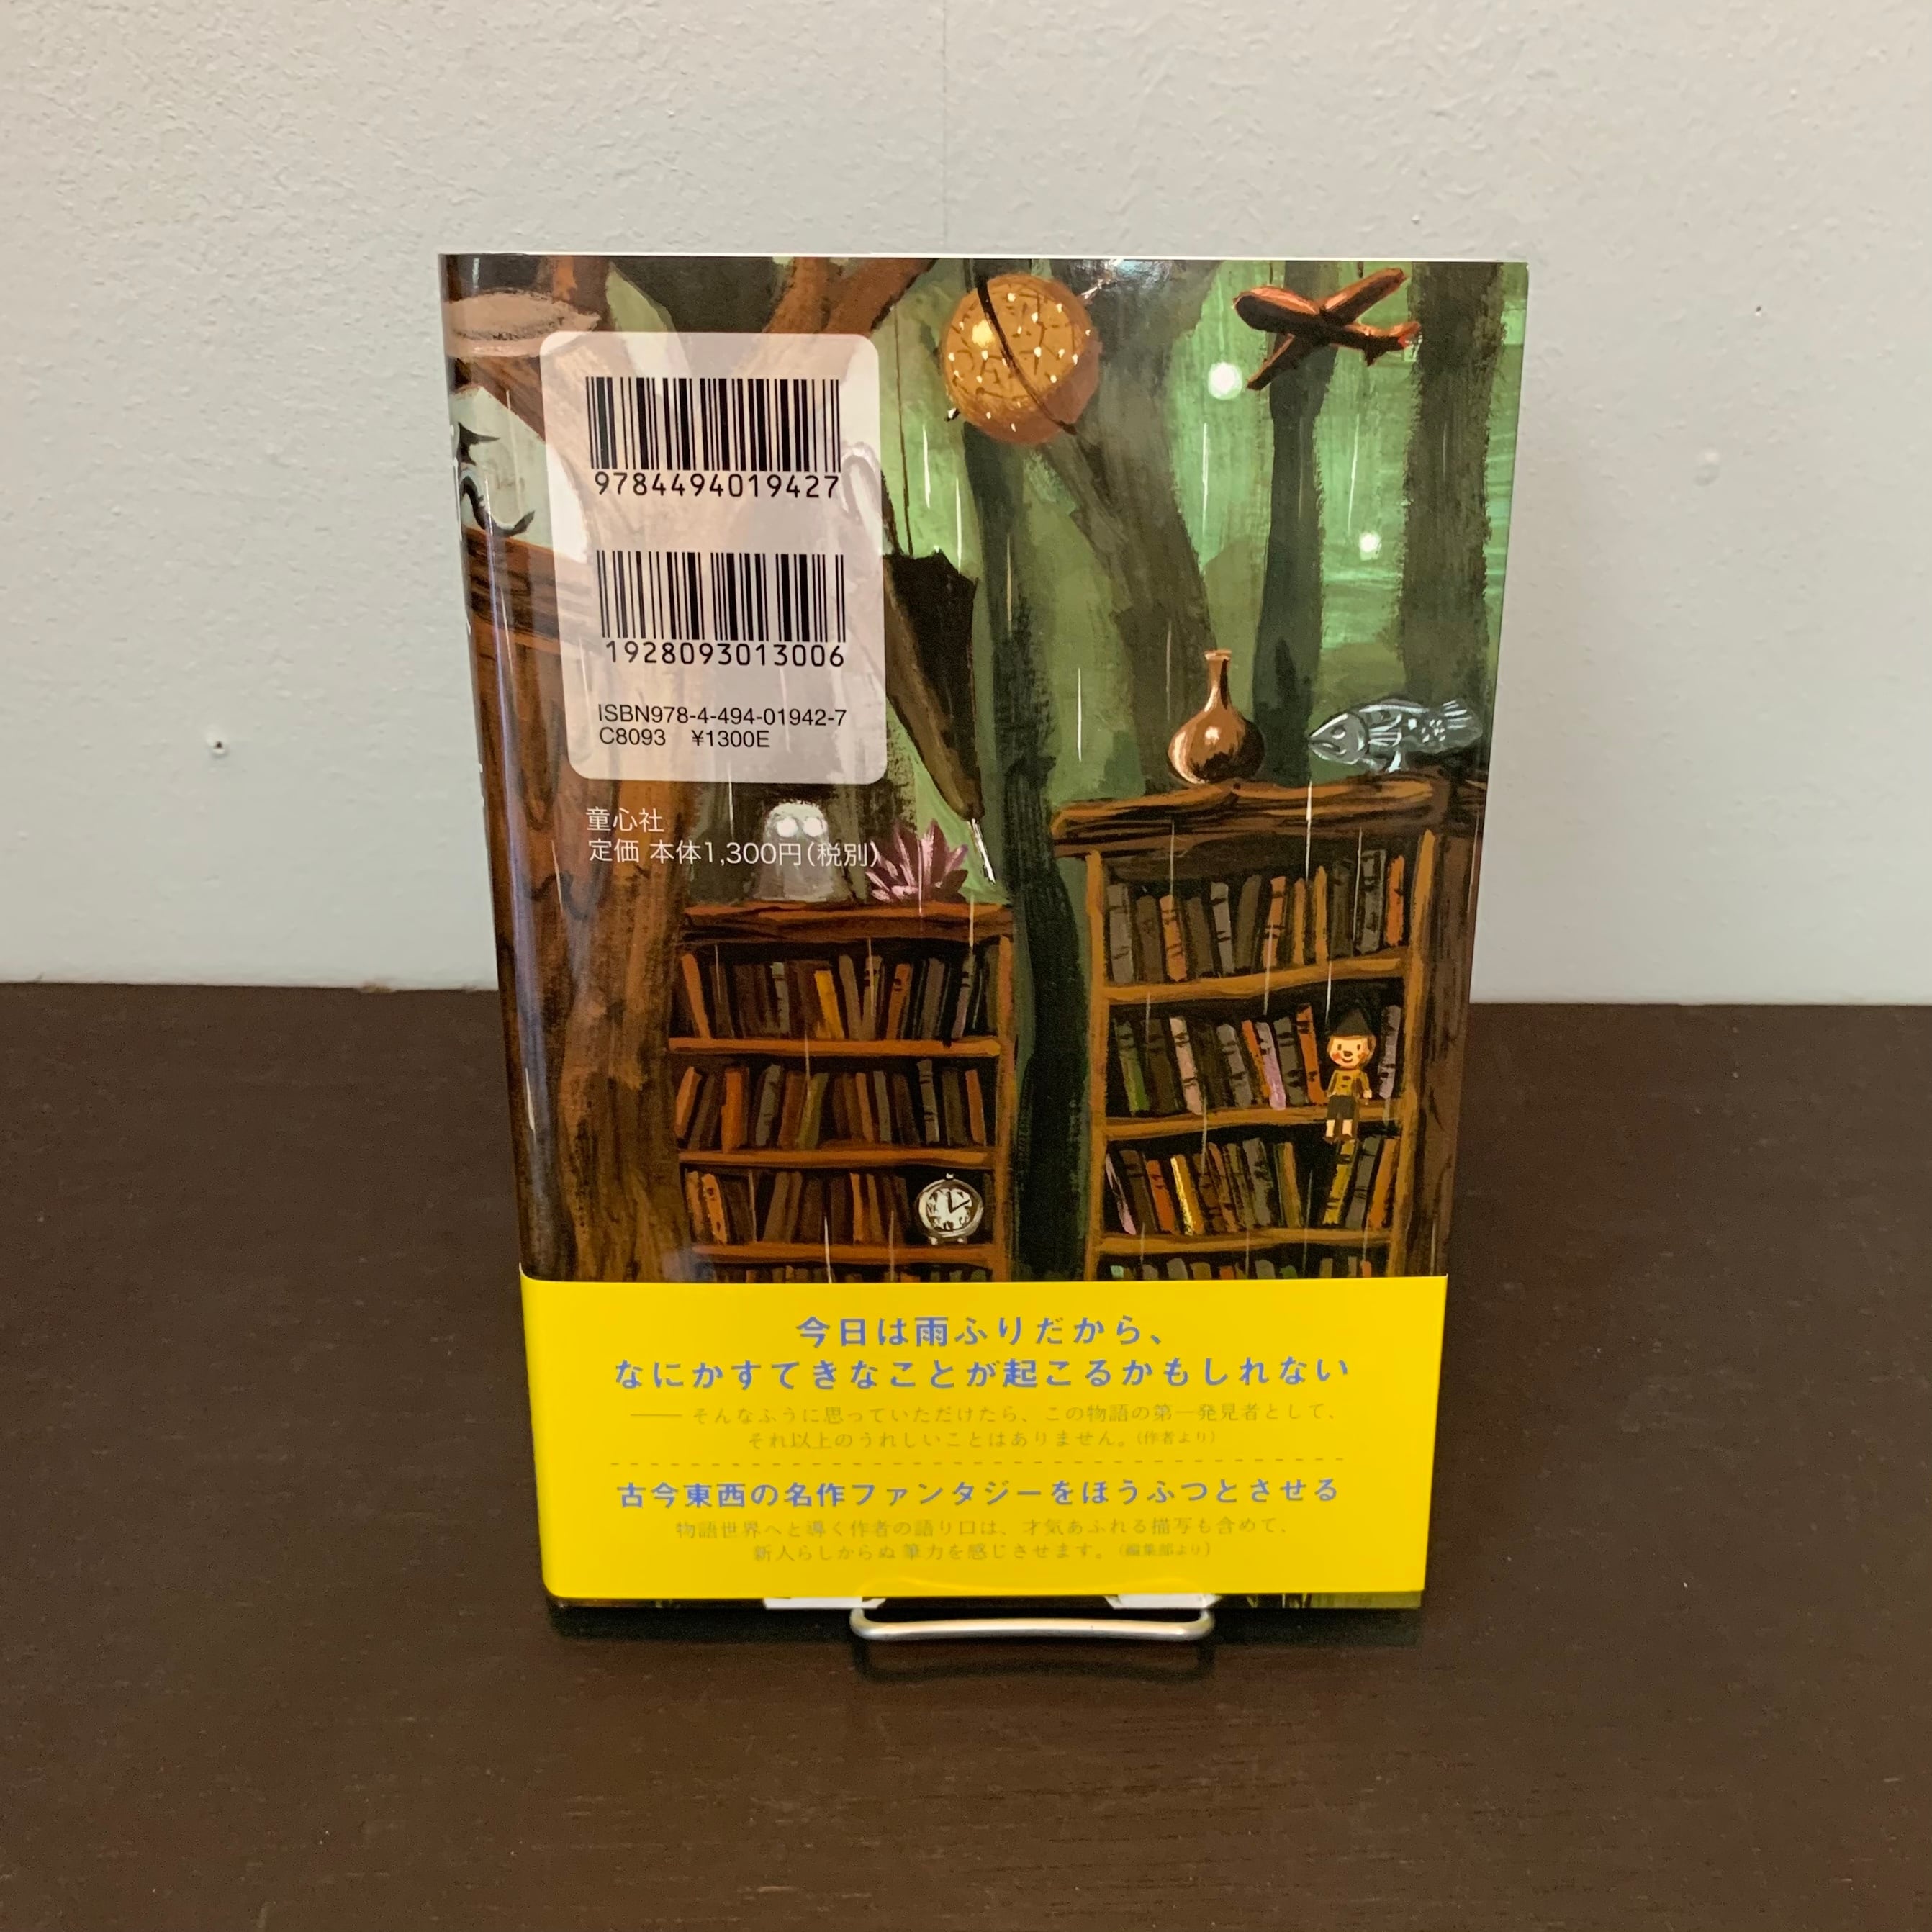 9784494019427
1928093013006
ISBN978-4-494-01942-7
C8093 ¥1300E
童心社
定価 本体1,300円(税別)
今日は雨ふりだから、
なにかすてきなことが起こるかもしれない
―― そんなふうに思っていただけたら、この物語の第一発見者として、
それ以上のうれしいことはありません。(作者より)
古今東西の名作ファンタジーをほうふつとさせる
物語世界へと導く作者の語り口は、才気あふれる描写も含めて、
新人らしからぬ筆力を感じさせます。(編集部より)